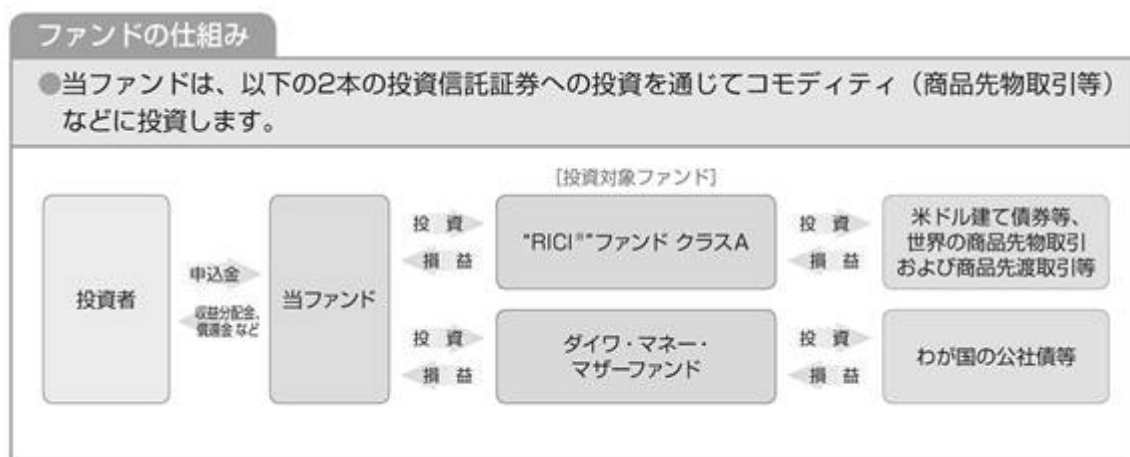 ファンドの仕組み
●当ファンドは、以下の2本の投資信託証券への投資を通じてコモディティ（商品先物取引等）
などに投資します。
［投資対象ファンド］
投資者
申込金
収益分配金、
償還金 など
当ファンド
投 資
損 益
"RICI®"ファンド クラスA
投 資
損 益
米ドル建て債券等、
世界の商品先物取引
および商品先渡取引等
投 資
損 益
ダイワ・マネー・
マザーファンド
投 資
損 益
わが国の公社債等